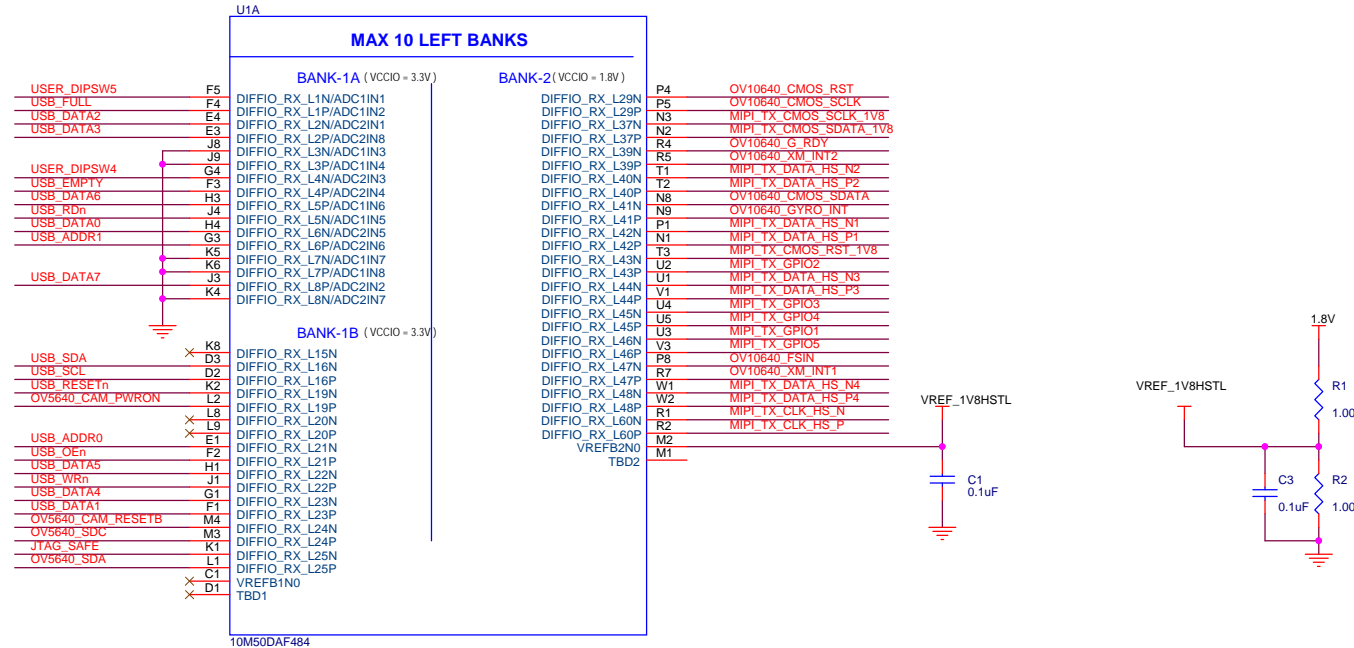 U1A
MAX 10 LEFT BANKS
BANK-1A ( VCCIO = 3.3V )
USER_DIPSW5 F5 DIFFIO_RX_L1N/ADC1IN1
USB_FULL F4 DIFFIO_RX_L1P/ADC1IN2
USB_DATA2 E4 DIFFIO_RX_L2N/ADC2IN1
USB_DATA3 E3 DIFFIO_RX_L2P/ADC2IN8
J8 DIFFIO_RX_L3N/ADC1IN3
J9 DIFFIO_RX_L3P/ADC1IN4
USER_DIPSW4 G4 DIFFIO_RX_L4N/ADC2IN3
USB_EMPTY F3 DIFFIO_RX_L4P/ADC2IN4
USB_DATA6 H3 DIFFIO_RX_L5P/ADC1IN6
USB_RDn J4 DIFFIO_RX_L5N/ADC1IN5
USB_DATA0 H4 DIFFIO_RX_L6N/ADC2IN5
USB_ADDR1 G3 DIFFIO_RX_L6P/ADC2IN6
K5 DIFFIO_RX_L7N/ADC1IN7
K6 DIFFIO_RX_L7P/ADC1IN8
USB_DATA7 J3 DIFFIO_RX_L8P/ADC2IN2
K4 DIFFIO_RX_L8N/ADC2IN7
BANK-1B ( VCCIO = 3.3V )
K8 DIFFIO_RX_L15N
USB_SDA D3 DIFFIO_RX_L16N
USB_SCL D2 DIFFIO_RX_L16P
USB_RESETn K2 DIFFIO_RX_L19N
OV5640_CAM_PWRON L2 DIFFIO_RX_L19P
L8 DIFFIO_RX_L20N
L9 DIFFIO_RX_L20P
USB_ADDR0 E1 DIFFIO_RX_L21N
USB_OEn F2 DIFFIO_RX_L21P
USB_DATA5 H1 DIFFIO_RX_L22N
USB_WRn J1 DIFFIO_RX_L22P
USB_DATA4 G1 DIFFIO_RX_L23N
USB_DATA1 F1 DIFFIO_RX_L23P
OV5640_CAM_RESETB M4 DIFFIO_RX_L24N
OV5640_SDC M3 DIFFIO_RX_L24P
JTAG_SAFE K1 DIFFIO_RX_L25N
OV5640_SDA L1 DIFFIO_RX_L25P
C1 VREFB1N0
D1 TBD1
BANK-2 ( VCCIO = 1.8V )
DIFFIO_RX_L29N P4 OV10640_CMOS_RST
DIFFIO_RX_L29P P5 OV10640_CMOS_SCLK
DIFFIO_RX_L37N N3 MIPI_TX_CMOS_SCLK_1V8
DIFFIO_RX_L37P N2 MIPI_TX_CMOS_SDATA_1V8
DIFFIO_RX_L39N R4 OV10640_G_RDY
DIFFIO_RX_L39P R5 OV10640_XM_INT2
DIFFIO_RX_L40N T1 MIPI_TX_DATA_HS_N2
DIFFIO_RX_L40P T2 MIPI_TX_DATA_HS_P2
DIFFIO_RX_L41N N8 OV10640_CMOS_SDATA
DIFFIO_RX_L41P N9 OV10640_GYRO_INT
DIFFIO_RX_L42N P1 MIPI_TX_DATA_HS_N1
DIFFIO_RX_L42P N1 MIPI_TX_DATA_HS_P1
DIFFIO_RX_L43N T3 MIPI_TX_CMOS_RST_1V8
DIFFIO_RX_L43P U2 MIPI_TX_GPIO2
DIFFIO_RX_L44N U1 MIPI_TX_DATA_HS_N3
DIFFIO_RX_L44P V1 MIPI_TX_DATA_HS_P3
DIFFIO_RX_L45N U4 MIPI_TX_GPIO3
DIFFIO_RX_L45P U5 MIPI_TX_GPIO4
DIFFIO_RX_L46N U3 MIPI_TX_GPIO1
DIFFIO_RX_L46P V3 MIPI_TX_GPIO5
DIFFIO_RX_L47N P8 OV10640_FSIN
DIFFIO_RX_L47P R7 OV10640_XM_INT1
DIFFIO_RX_L48N W1 MIPI_TX_DATA_HS_N4
DIFFIO_RX_L48P W2 MIPI_TX_DATA_HS_P4
DIFFIO_RX_L60N R1 MIPI_TX_CLK_HS_N
DIFFIO_RX_L60P R2 MIPI_TX_CLK_HS_P
VREFB2N0 M2
TBD2 M1
10M50DAF484
VREF_1V8HSTL
C1
0.1uF
1.8V
VREF_1V8HSTL
R1
1.00
C3
0.1uF
R2
1.00